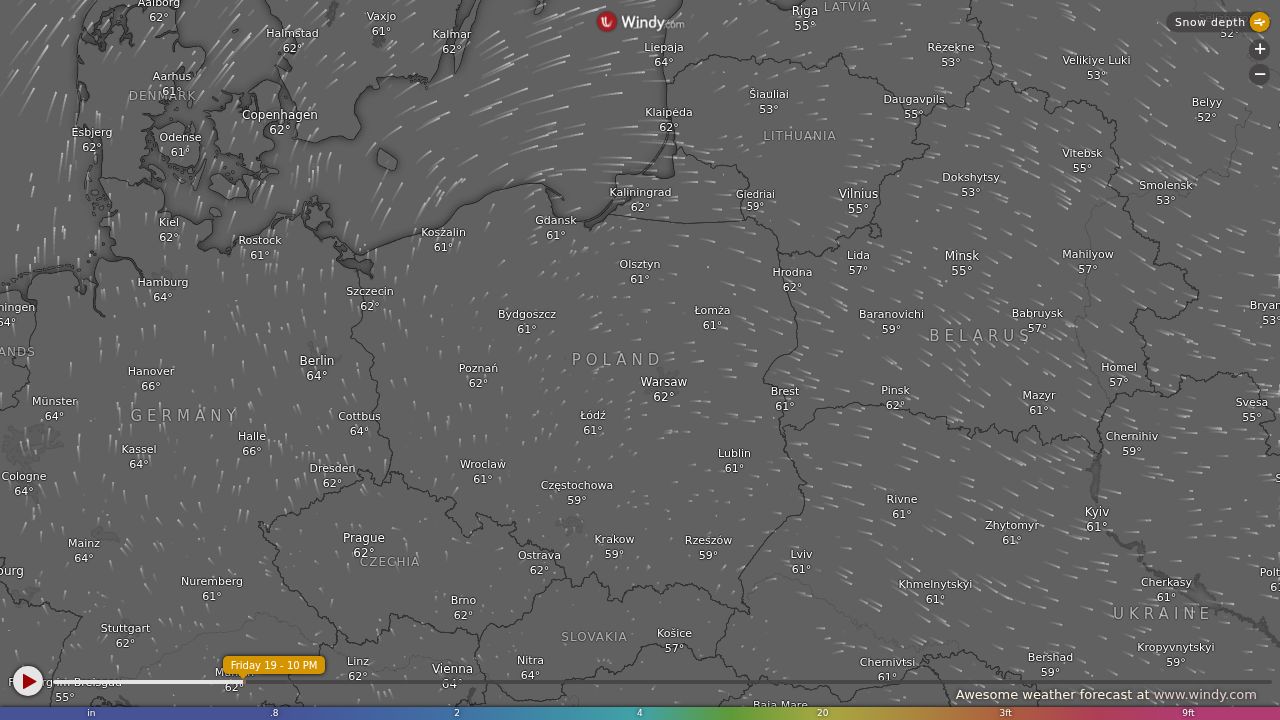 Aalborg
62°
Vaxjo
61°
Halmstad
62°
Kalmar
62°
Windy.com
Riga
55°
LATVIA
Snow depth
52°
+
−
Liepaja
64°
Rēzekne
53°
Velikiye Luki
53°
Aarhus
61°
DENMARK
Šiauliai
53°
Daugavpils
55°
Belyy
52°
Copenhagen
62°
Klaipėda
62°
Esbjerg
62°
Odense
61°
LITHUANIA
Vitebsk
55°
Dokshytsy
53°
Smolensk
53°
Kaliningrad
62°
Giedriai
59°
Vilnius
55°
Kiel
62°
Gdansk
61°
Koszalin
61°
Rostock
61°
Lida
57°
Minsk
55°
Mahilyow
57°
Olsztyn
61°
Hrodna
62°
Hamburg
64°
Szczecin
62°
ningen
64°
Bydgoszcz
61°
Łomża
61°
Baranovichi
59°
Babruysk
57°
Bryan
53°
BELARUS
ANDS
POLAND
Berlin
64°
Hanover
66°
Poznań
62°
Warsaw
62°
Homel
57°
Brest
61°
Pinsk
62°
Mazyr
61°
Svesa
55°
Münster
64°
GERMANY
Cottbus
64°
Łódź
61°
Halle
66°
Chernihiv
59°
Kassel
64°
Lublin
61°
Dresden
62°
Wroclaw
61°
Cologne
64°
Częstochowa
59°
S
Rivne
61°
Kyiv
61°
Zhytomyr
61°
Mainz
64°
Prague
62°
CZECHIA
Krakow
59°
Rzeszów
59°
Ostrava
62°
Lviv
61°
ourg
Nuremberg
61°
Khmelnytskyi
61°
Cherkasy
61°
Polt
61
Brno
62°
UKRAINE
Stuttgart
62°
SLOVAKIA
Košice
57°
Kropyvnytskyi
59°
Friday 19 - 10 PM
Linz
62°
Vienna
64°
Nitra
64°
Chernivtsi
61°
Bershad
59°
62°
55°
Awesome weather forecast at www.windy.com
Baia Mare
in
.8
2
4
20
3ft
9ft